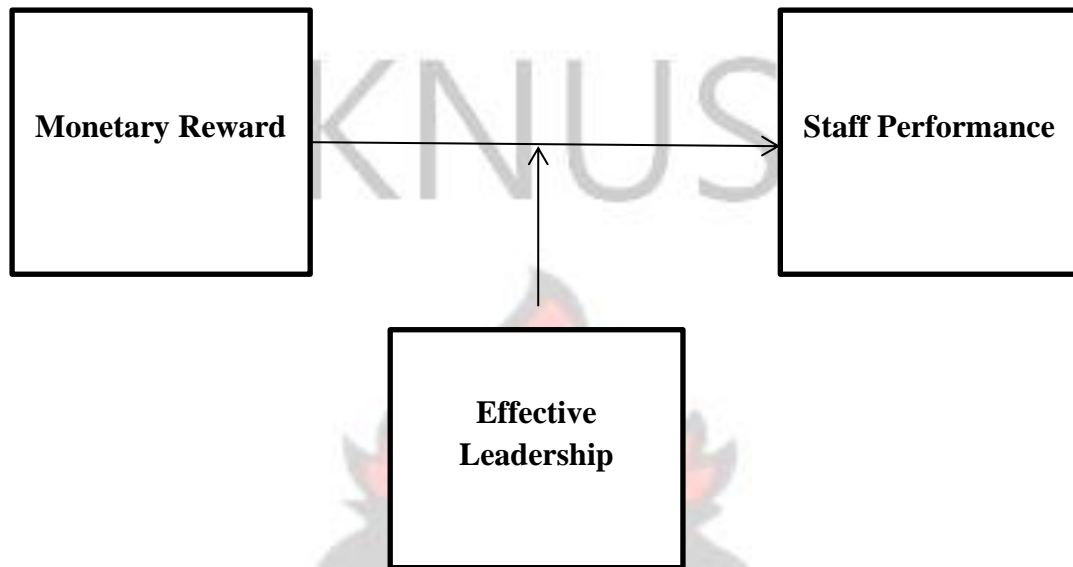 KNUS
Monetary Reward
Staff Performance
Effective
Leadership